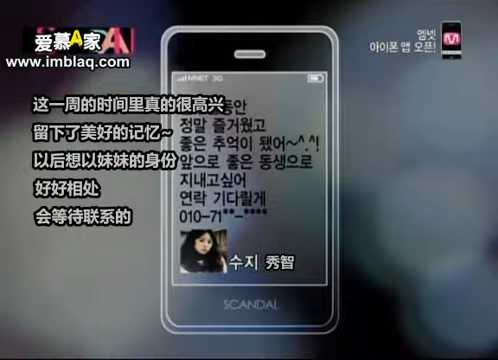 爱慕A家
www.imblaq.com
엠넷
아이폰 앱 오픈!
MNET 3G
这一周的时间里真的很高兴
留下了美好的记忆~
以后想以妹妹的身份
好好相处
会等待联系的
동안
정말 즐거웠고
좋은 추억이 됐어~^.^!
앞으로 좋은 동생으로
지내고싶어
연락 기다릴게
010-71**-****
수지 秀智
SCANDAL